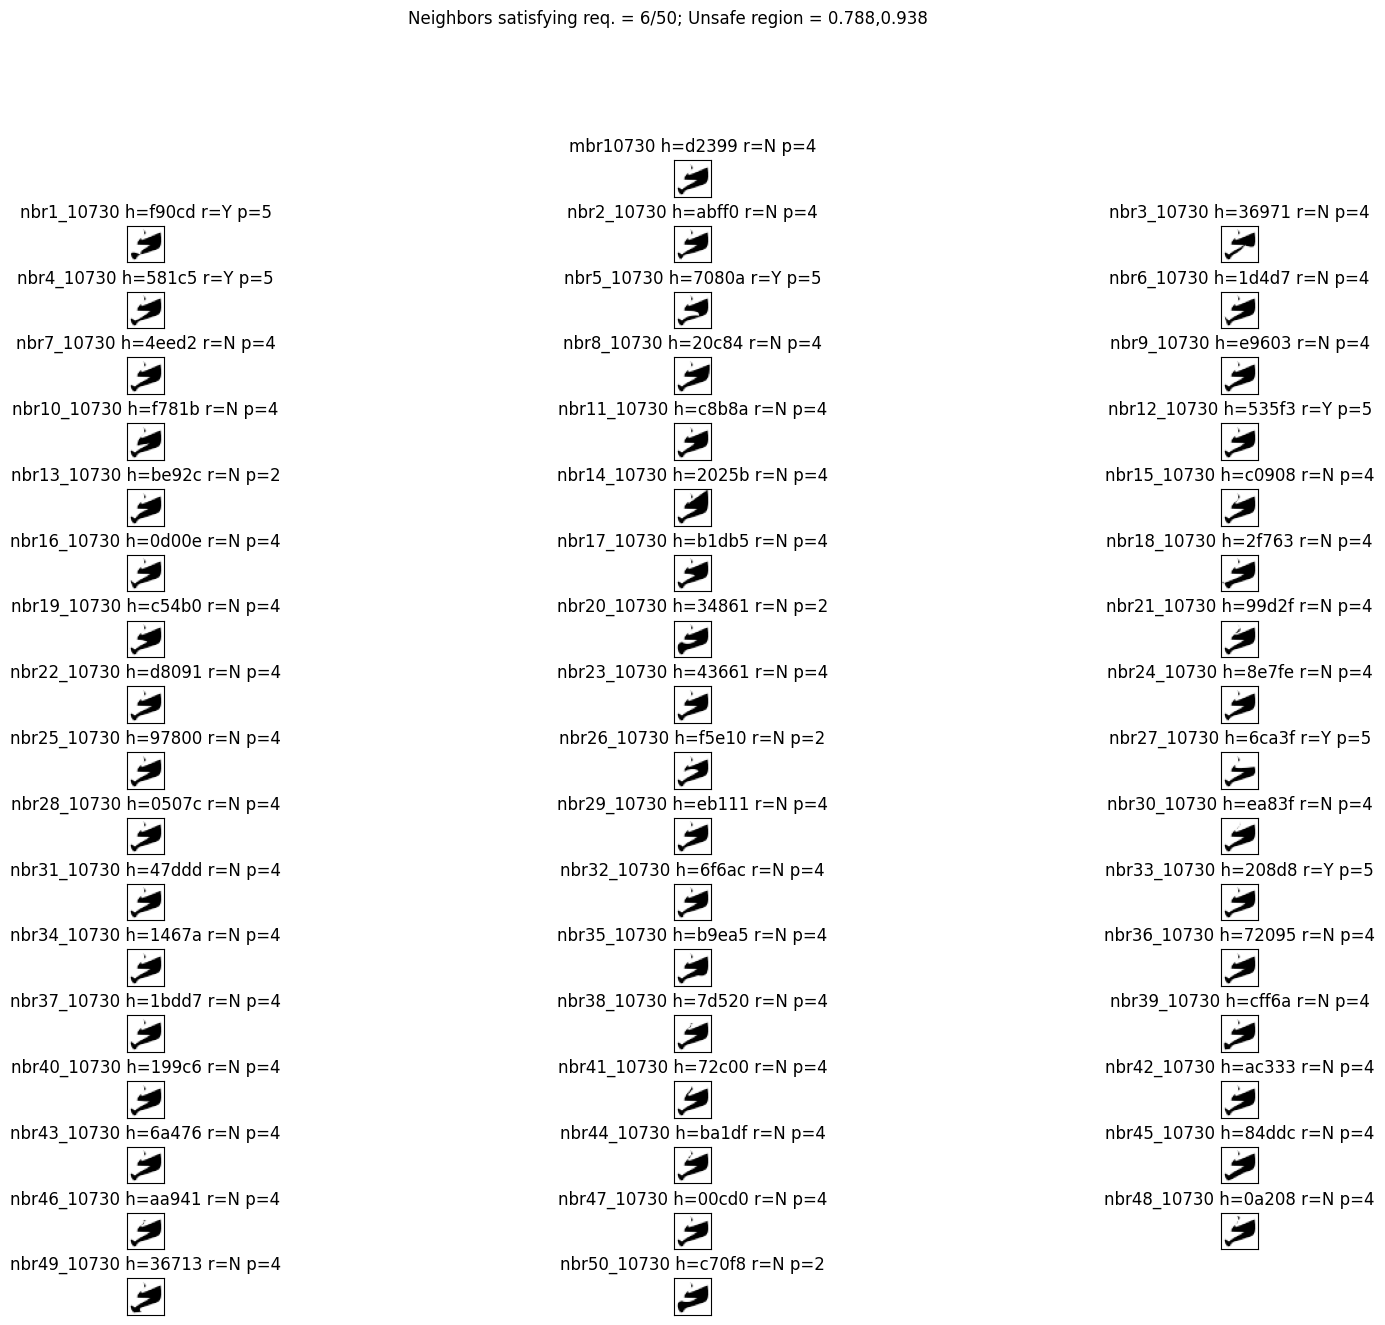 Neighbors satisfying req. = 6/50; Unsafe region = 0.788,0.938
mbr10730 h=d2399 r=N p=4
nbr1_10730 h=f90cd r=Y p=5
nbr2_10730 h=abff0 r=N p=4
nbr3_10730 h=36971 r=N p=4
nbr4_10730 h=581c5 r=Y p=5
nbr5_10730 h=7080a r=Y p=5
nbr6_10730 h=1d4d7 r=N p=4
nbr7_10730 h=4eed2 r=N p=4
nbr8_10730 h=20c84 r=N p=4
nbr9_10730 h=e9603 r=N p=4
nbr10_10730 h=f781b r=N p=4
nbr11_10730 h=c8b8a r=N p=4
nbr12_10730 h=535f3 r=Y p=5
nbr13_10730 h=be92c r=N p=2
nbr14_10730 h=2025b r=N p=4
nbr15_10730 h=c0908 r=N p=4
nbr16_10730 h=0d00e r=N p=4
nbr17_10730 h=b1db5 r=N p=4
nbr18_10730 h=2f763 r=N p=4
nbr19_10730 h=c54b0 r=N p=4
nbr20_10730 h=34861 r=N p=2
nbr21_10730 h=99d2f r=N p=4
nbr22_10730 h=d8091 r=N p=4
nbr23_10730 h=43661 r=N p=4
nbr24_10730 h=8e7fe r=N p=4
nbr25_10730 h=97800 r=N p=4
nbr26_10730 h=f5e10 r=N p=2
nbr27_10730 h=6ca3f r=Y p=5
nbr28_10730 h=0507c r=N p=4
nbr29_10730 h=eb111 r=N p=4
nbr30_10730 h=ea83f r=N p=4
nbr31_10730 h=47ddd r=N p=4
nbr32_10730 h=6f6ac r=N p=4
nbr33_10730 h=208d8 r=Y p=5
nbr34_10730 h=1467a r=N p=4
nbr35_10730 h=b9ea5 r=N p=4
nbr36_10730 h=72095 r=N p=4
nbr37_10730 h=1bdd7 r=N p=4
nbr38_10730 h=7d520 r=N p=4
nbr39_10730 h=cff6a r=N p=4
nbr40_10730 h=199c6 r=N p=4
nbr41_10730 h=72c00 r=N p=4
nbr42_10730 h=ac333 r=N p=4
nbr43_10730 h=6a476 r=N p=4
nbr44_10730 h=ba1df r=N p=4
nbr45_10730 h=84ddc r=N p=4
nbr46_10730 h=aa941 r=N p=4
nbr47_10730 h=00cd0 r=N p=4
nbr48_10730 h=0a208 r=N p=4
nbr49_10730 h=36713 r=N p=4
nbr50_10730 h=c70f8 r=N p=2